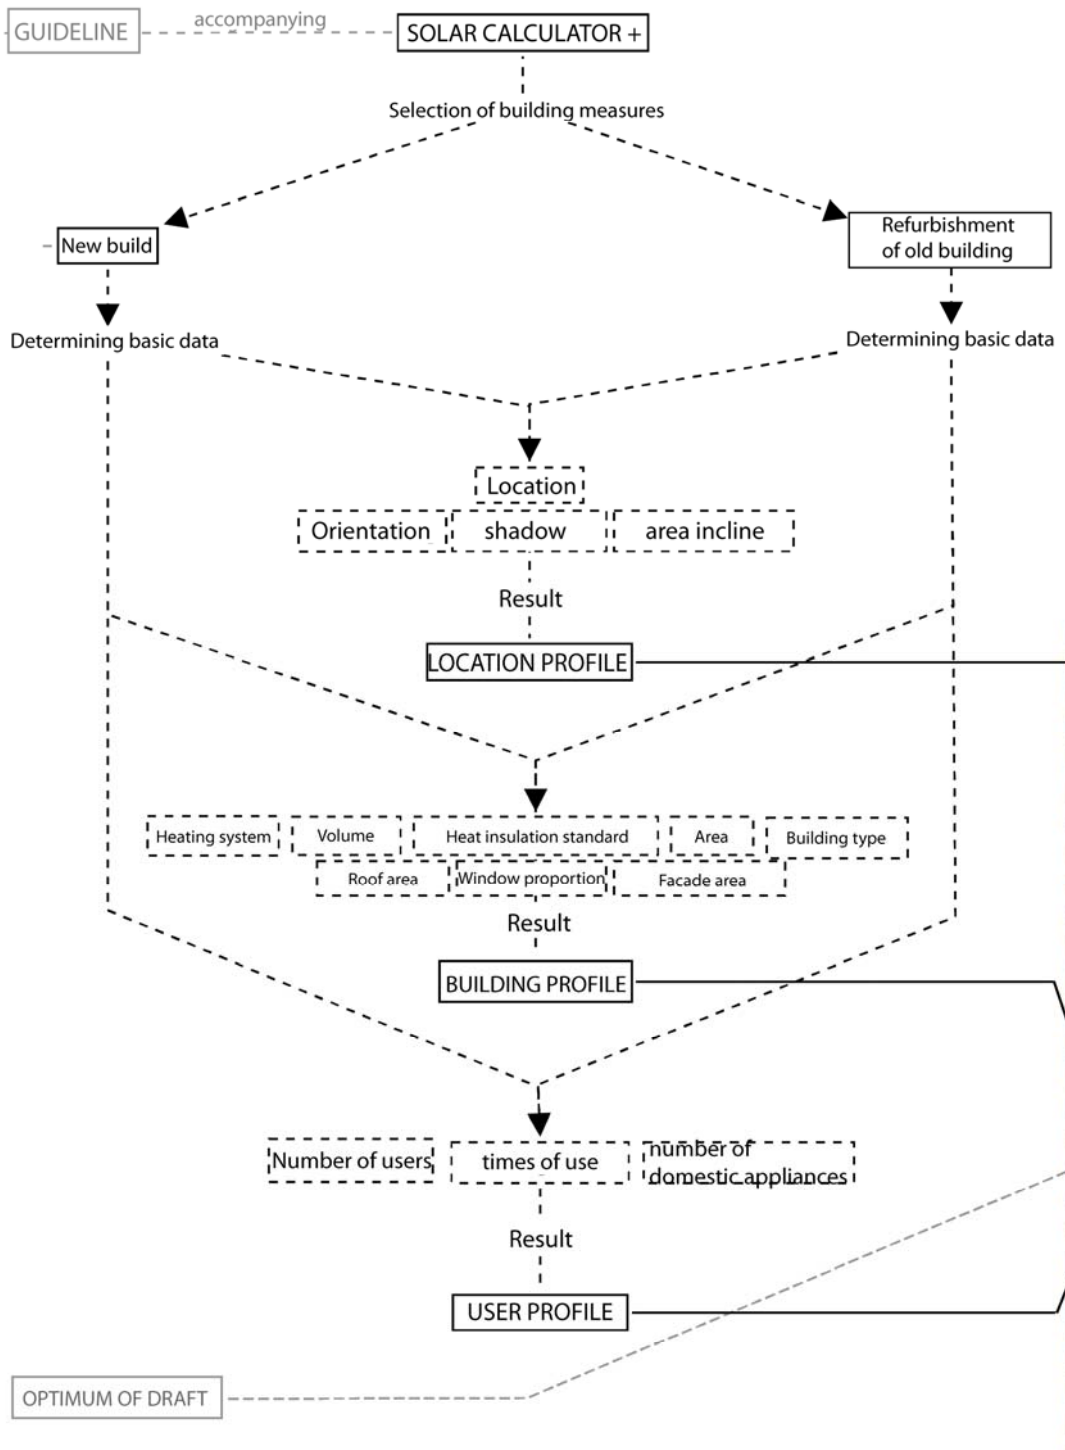 GUIDELINE
accompanying
SOLAR CALCULATOR +
Selection of building measures
New build
Refurbishment
of old building
Determining basic data
Determining basic data
Location
Orientation
shadow
area incline
Result
LOCATION PROFILE
Heating system
Volume
Heat insulation standard
Area
Building type
Roof area
Window proportion
Facade area
Result
BUILDING PROFILE
Number of users
times of use
number of
domestic appliances
Result
USER PROFILE
OPTIMUM OF DRAFT